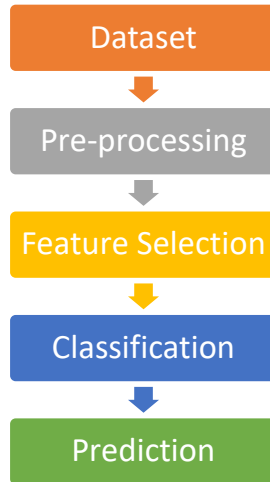 Dataset
Pre-processing
Feature Selection
Classification
Prediction